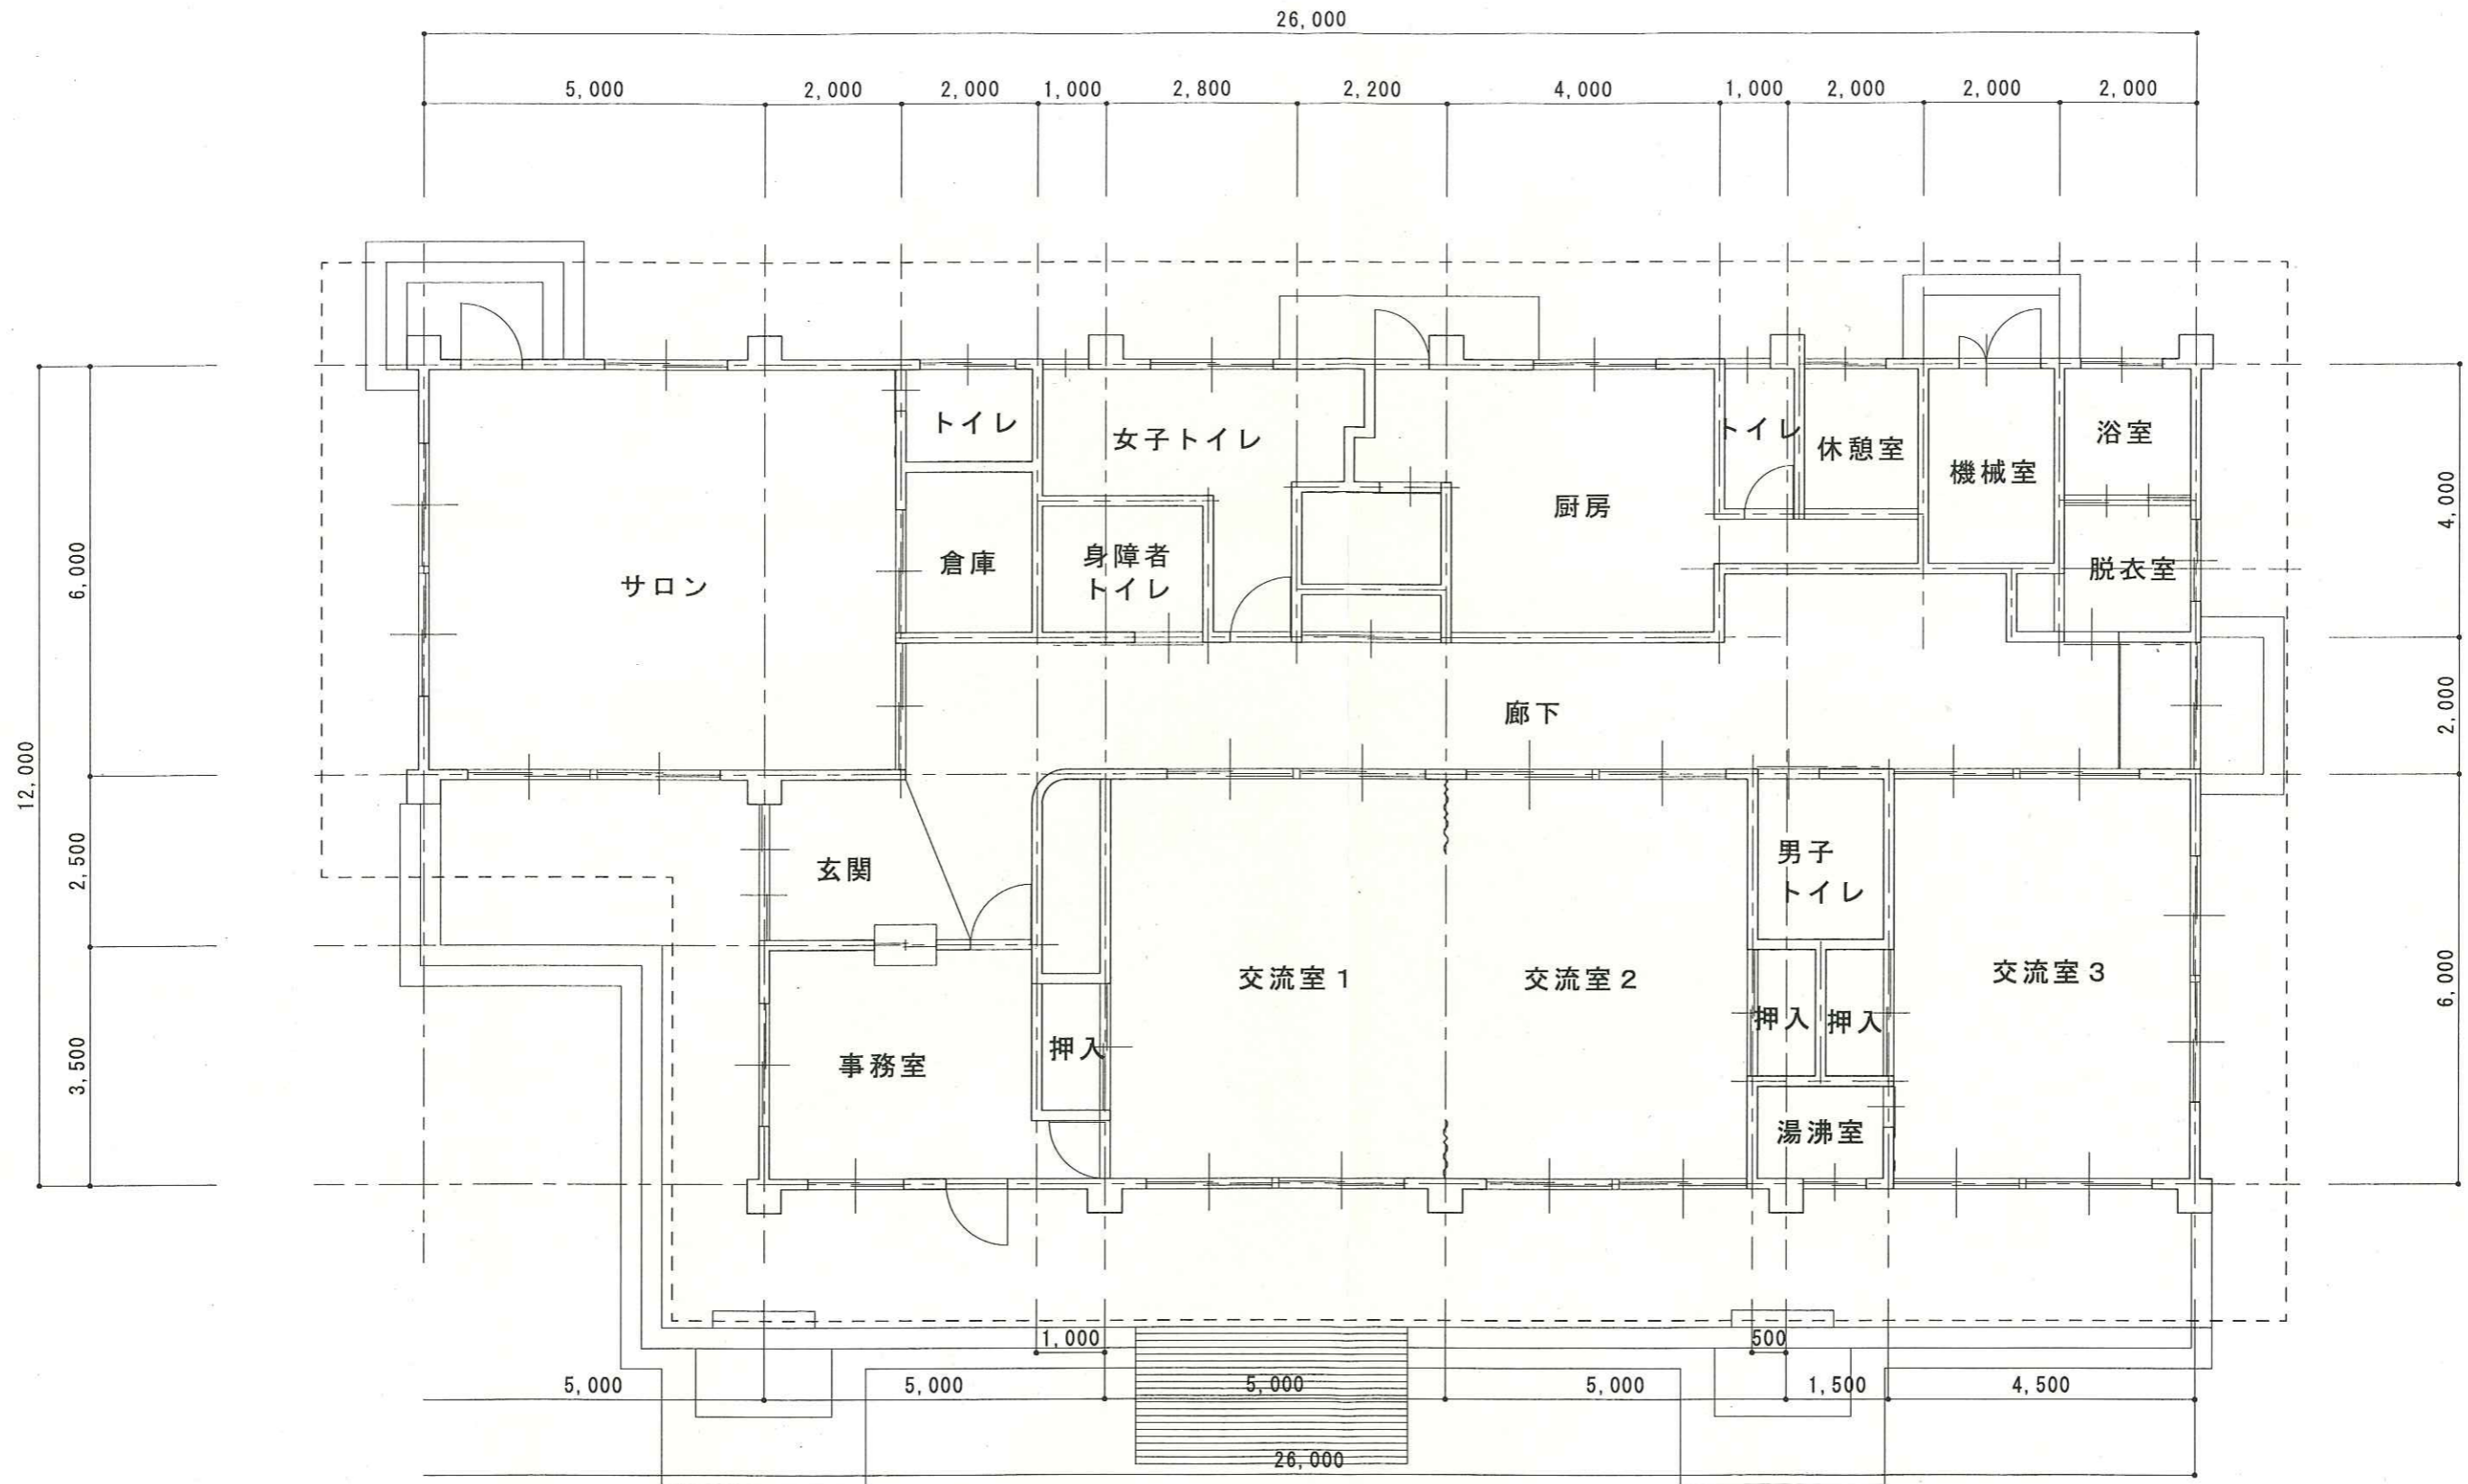 26,000
5,000
2,000
2,000
1,000
2,800
2,200
4,000
1,000
2,000
2,000
2,000
トイレ
女子トイレ
トイレ
休憩室
機械室
浴室
厨房
倉庫
身障者
トイレ
サロン
脱衣室
廊下
12,000
6,000
2,500
3,500
4,000
2,000
6,000
玄関
男子
トイレ
交流室1
交流室2
交流室3
事務室
押入
押入
押入
湯沸室
1,000
500
5,000
5,000
5,000
5,000
1,500
4,500
26,000